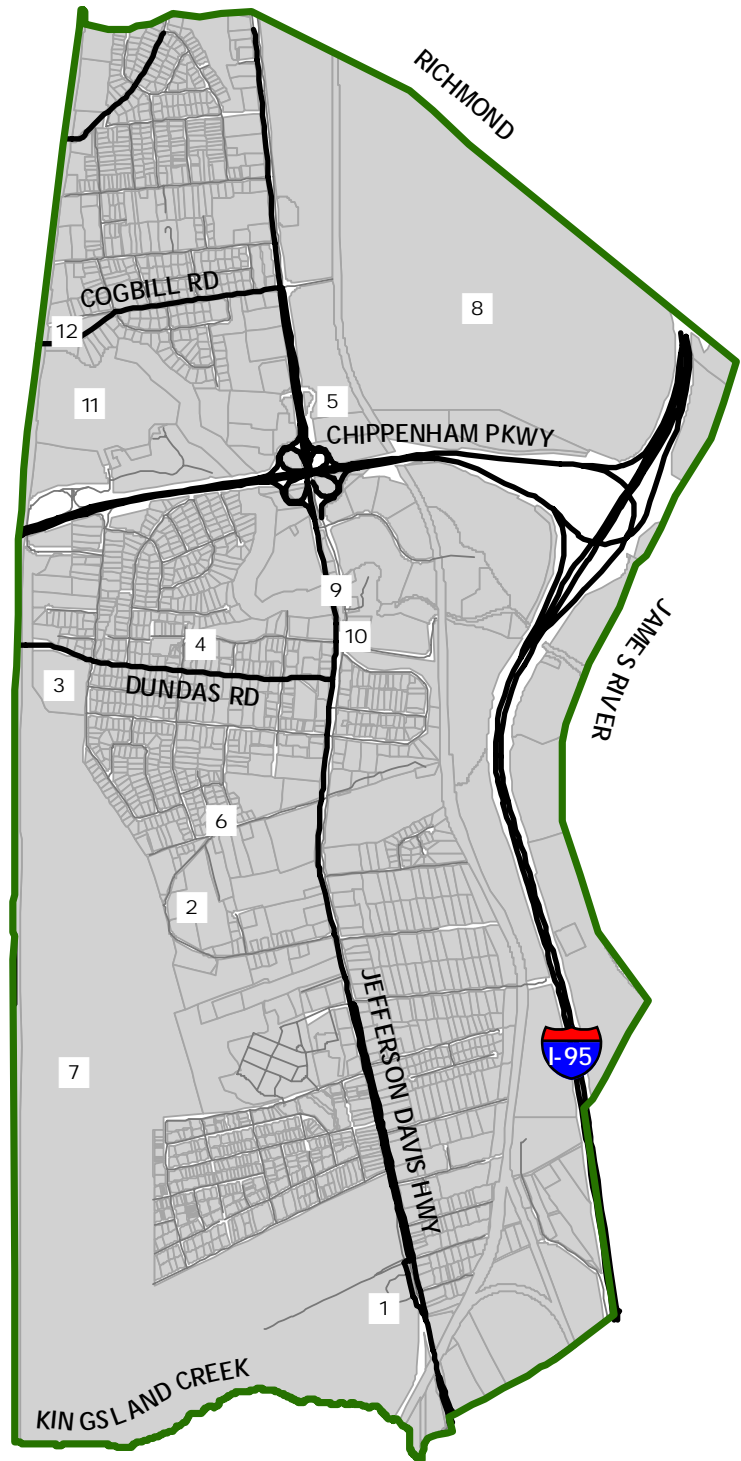 RICHMOND
COGBILL RD
8
12
11
5
CHIPPENHAM PKWY
9
JAMES RIVER
10
4
3
DUNDAS RD
6
2
JEFFERSON DAVIS HWY
I-95
7
1
KINGSLAND CREEK